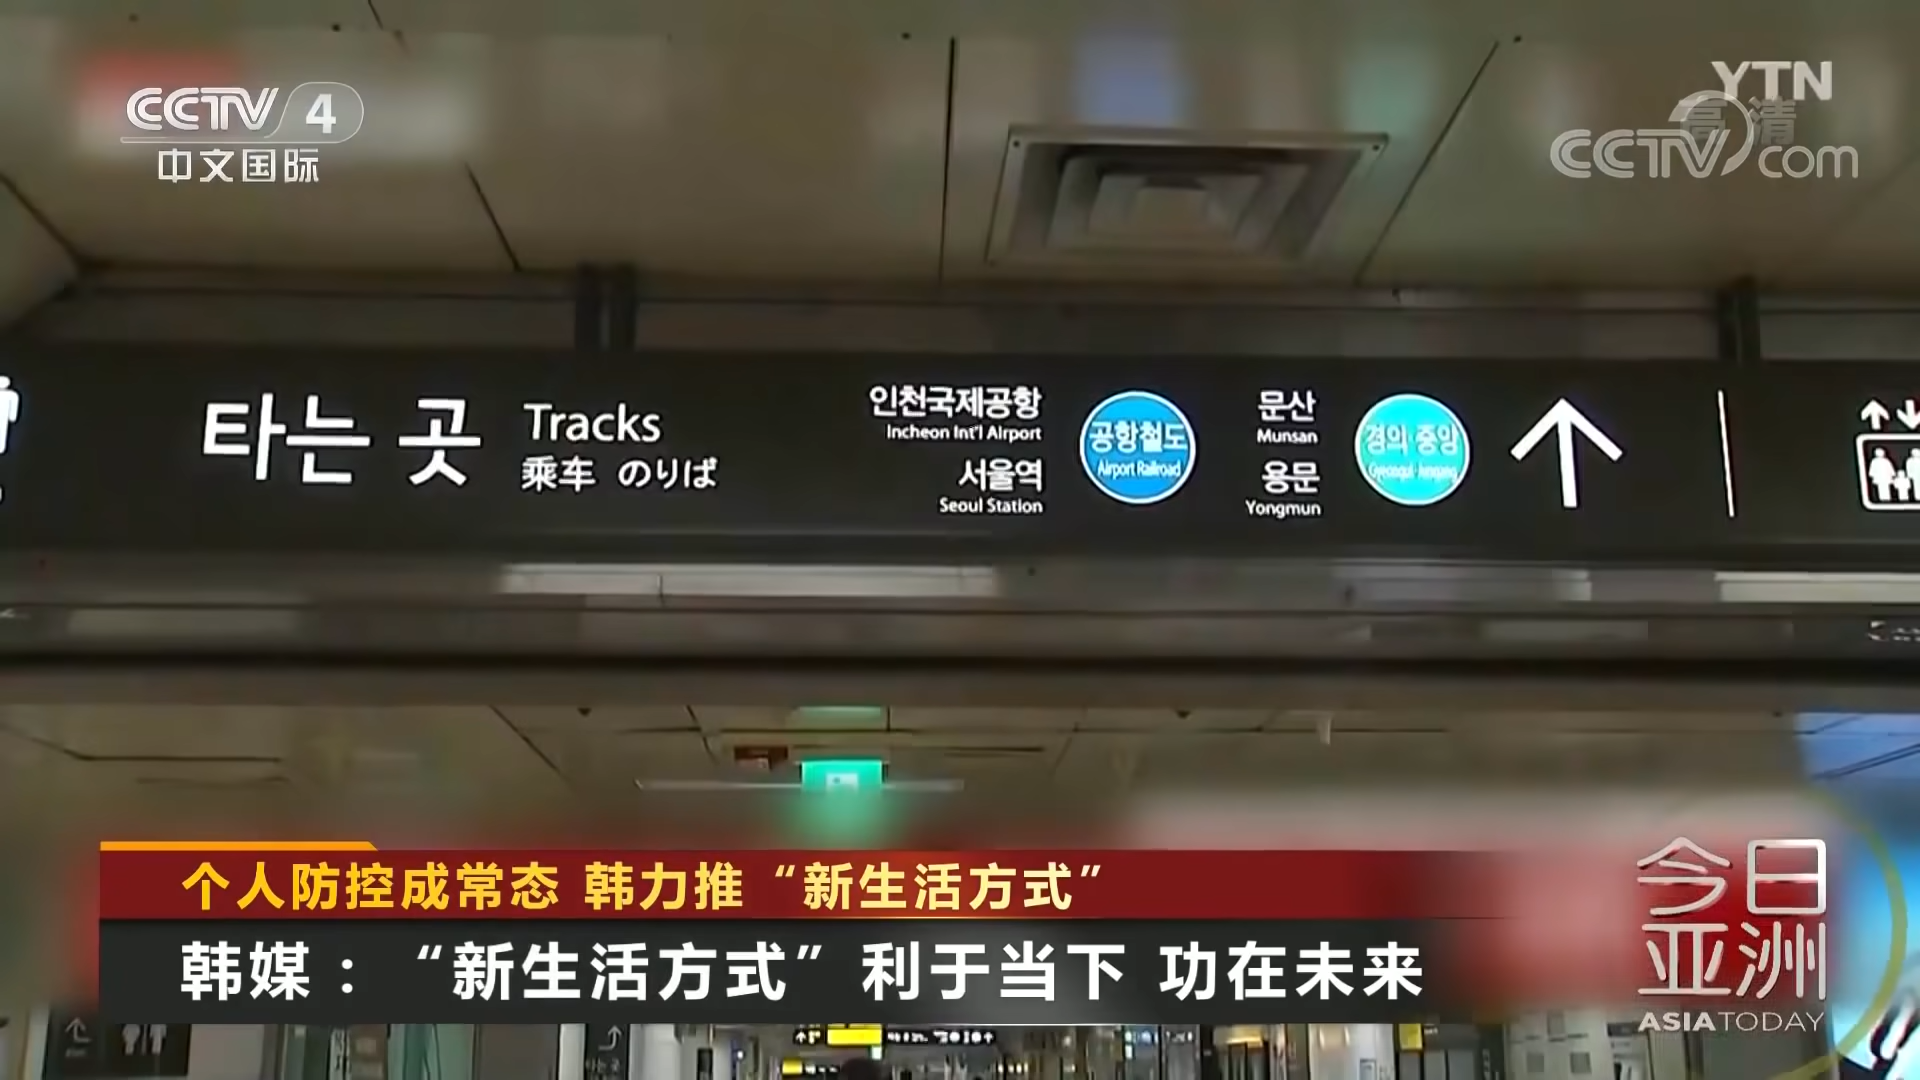 YTN
CCTV 4
高清
中文国际
CCTV com
타는 곳
Tracks
乘车 のりば
인천국제공항
Incheon Int'l Airport
서울역
Seoul Station
공항철도
Airport Railroad
문산
Munsan
용문
Yongmun
경의·중앙
个人防控成常态 韩力推“新生活方式”
韩媒：“新生活方式”利于当下 功在未来
今日
亚洲
ASIA TODAY